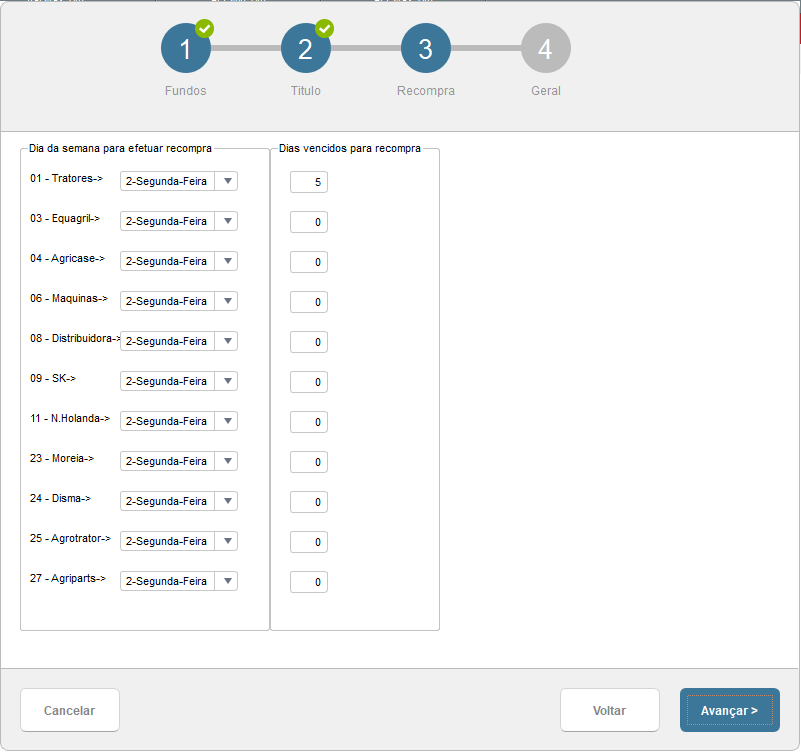 1 2 3 4
Fundos Título Recompra Geral
Dia da semana para efetuar recompra Dias vencidos para recompra
01 - Tratores-> 2-Segunda-Feira 5
03 - Equagril-> 2-Segunda-Feira 0
04 - Agricase-> 2-Segunda-Feira 0
06 - Maquinas-> 2-Segunda-Feira 0
08 - Distribuidora-> 2-Segunda-Feira 0
09 - SK-> 2-Segunda-Feira 0
11 - N.Holanda-> 2-Segunda-Feira 0
23 - Moreia-> 2-Segunda-Feira 0
24 - Disma-> 2-Segunda-Feira 0
25 - Agrotrator-> 2-Segunda-Feira 0
27 - Agriparts-> 2-Segunda-Feira 0
Cancelar Voltar Avançar >